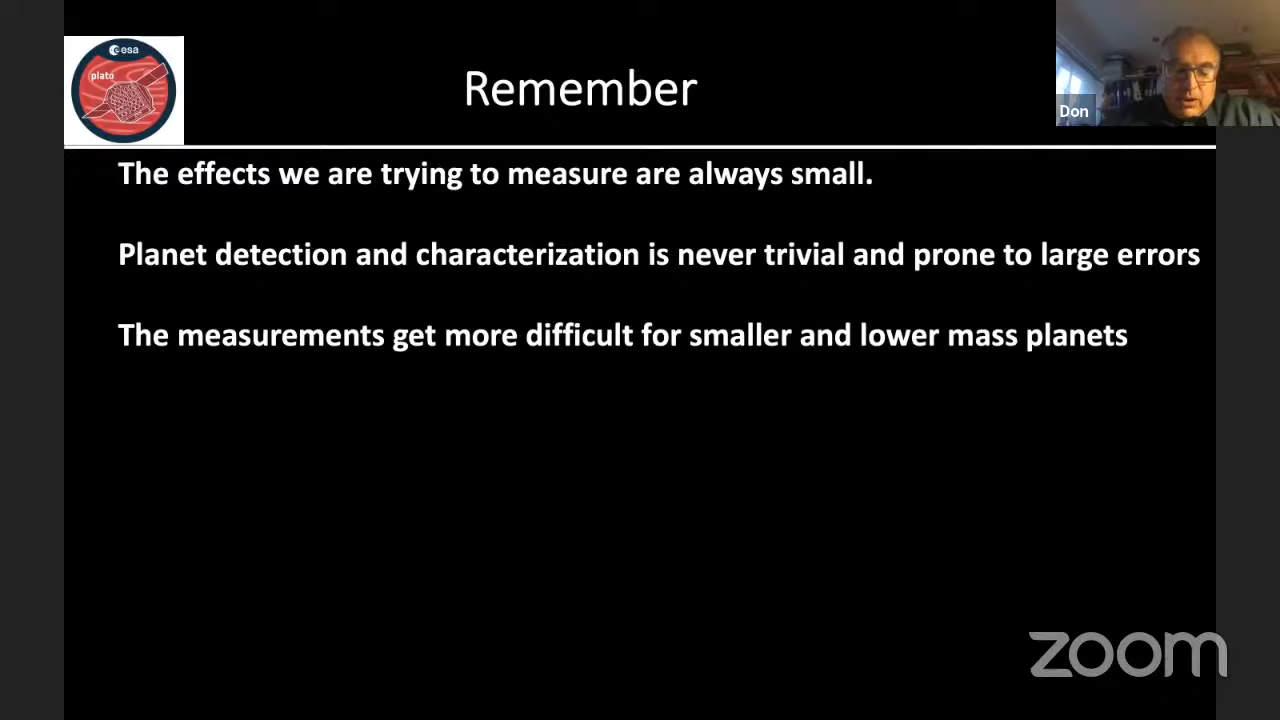 esa
plato
Remember
Don
The effects we are trying to measure are always small.
Planet detection and characterization is never trivial and prone to large errors
The measurements get more difficult for smaller and lower mass planets
zoom